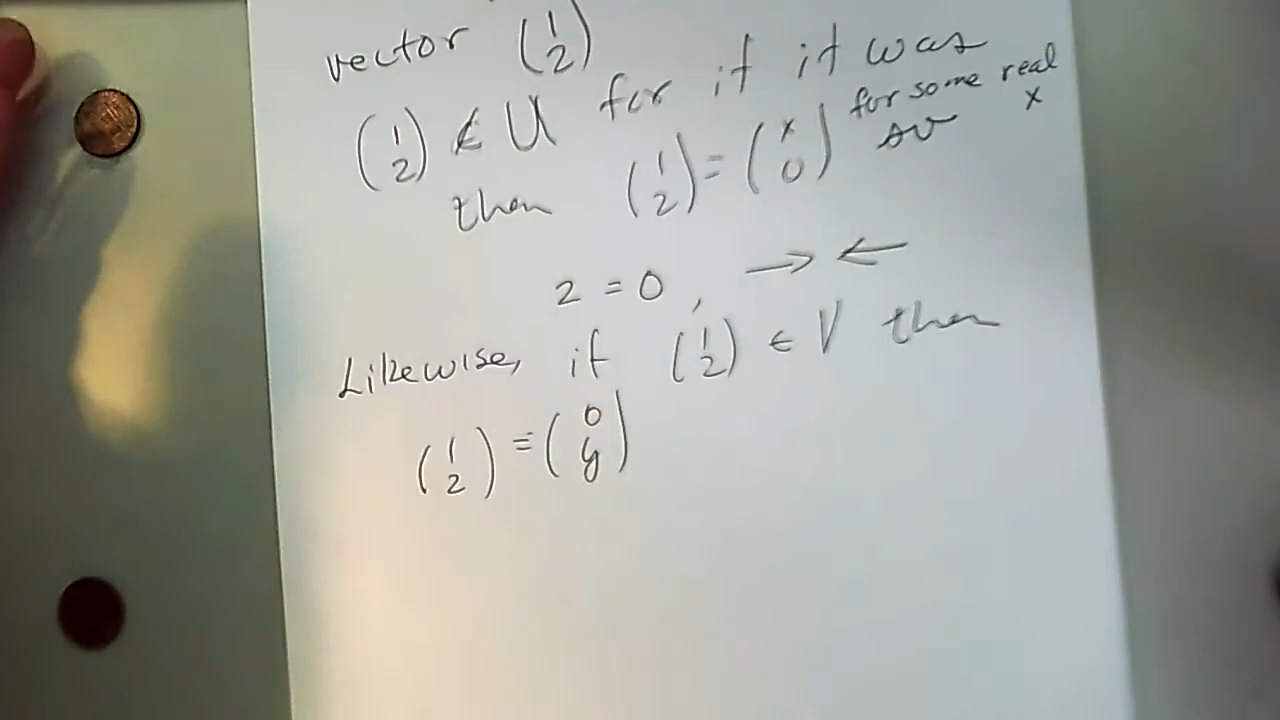 vector (1 2)
(1 2) ∉ U for if it was
then (1 2) = (x 0) for some real x so
2 = 0, →←
Likewise, if (1 2) ∈ V then
(1 2) = (0 y)